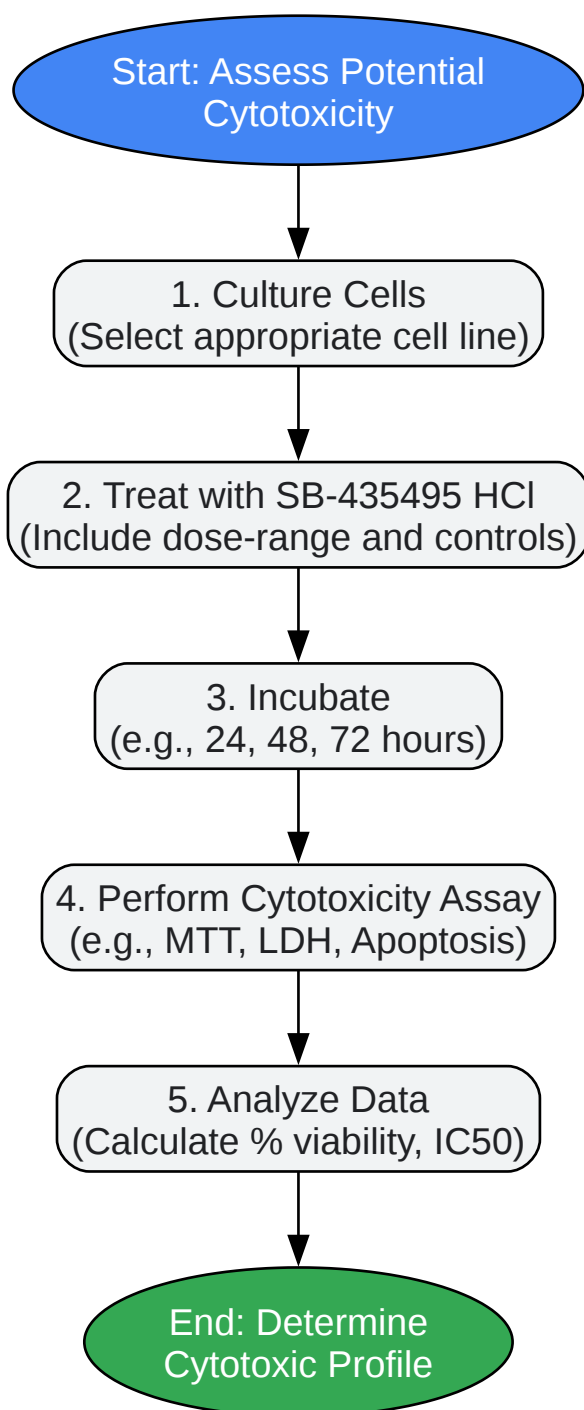 Start: Assess Potential
Cytotoxicity
1. Culture Cells
(Select appropriate cell line)
2. Treat with SB-435495 HCl
(Include dose-range and controls)
3. Incubate
(e.g., 24, 48, 72 hours)
4. Perform Cytotoxicity Assay
(e.g., MTT, LDH, Apoptosis)
5. Analyze Data
(Calculate % viability, IC50)
End: Determine
Cytotoxic Profile